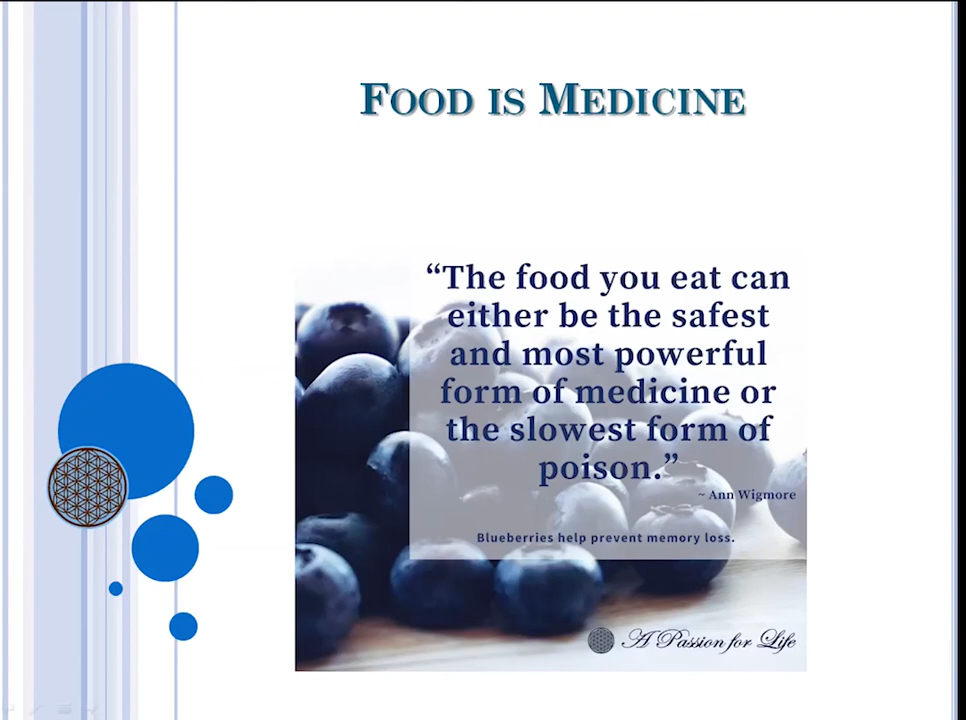 FOOD IS MEDICINE
“The food you eat can
either be the safest
and most powerful
form of medicine or
the slowest form of
poison.”
~ Ann Wigmore
Blueberries help prevent memory loss.
A Passion for Life